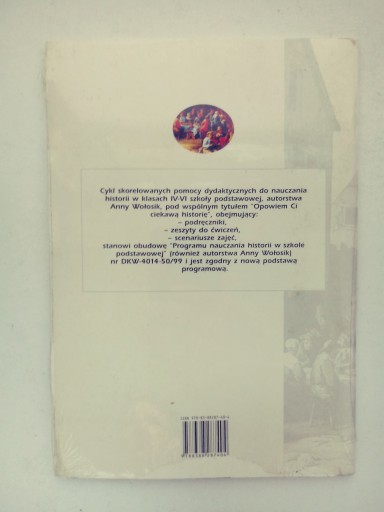 Cykl skorelowanych pomocy dydaktycznych do nauczania
historii w klasach IV-VI szkoły podstawowej, autorstwa
Anny Wołosik, pod wspólnym tytułem "Opowiem Ci
ciekawą historię", obejmujący:
– podręczniki,
– zeszyty do ćwiczeń,
– scenariusze zajęć,
stanowi obudowę "Programu nauczania historii w szkole
podstawowej" (również autorstwa Anny Wołosik)
nr DKW-4014-50/99 i jest zgodny z nową podstawą
programową.